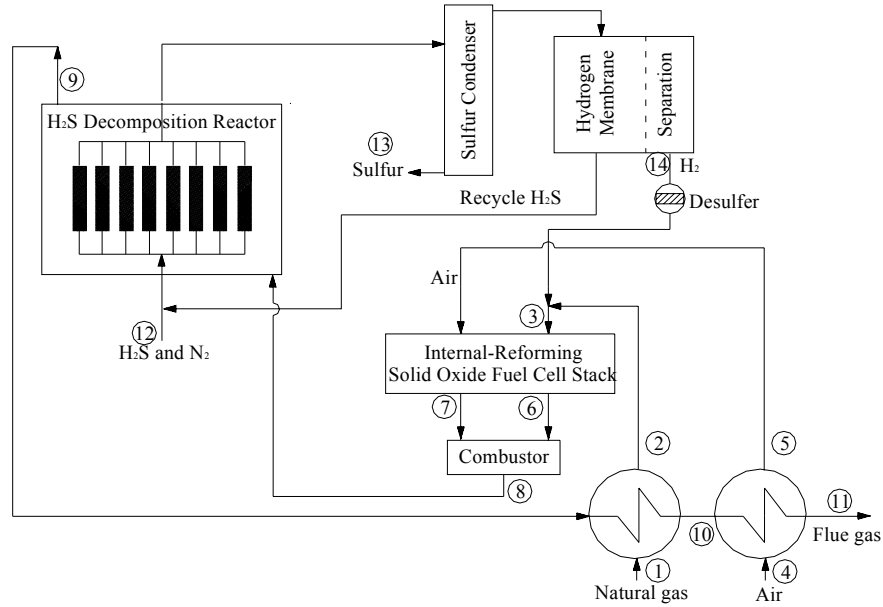 ⑨
H₂S Decomposition Reactor
Sulfur Condenser
Hydrogen
Membrane
Separation
⑬
Sulfur
⑭
H₂
Desulfer
Recycle H₂S
Air
③
⑫
H₂S and N₂
Internal-Reforming
Solid Oxide Fuel Cell Stack
⑦
⑥
②
⑤
Combustor
⑧
⑪
⑩
Flue gas
①
④
Natural gas
Air